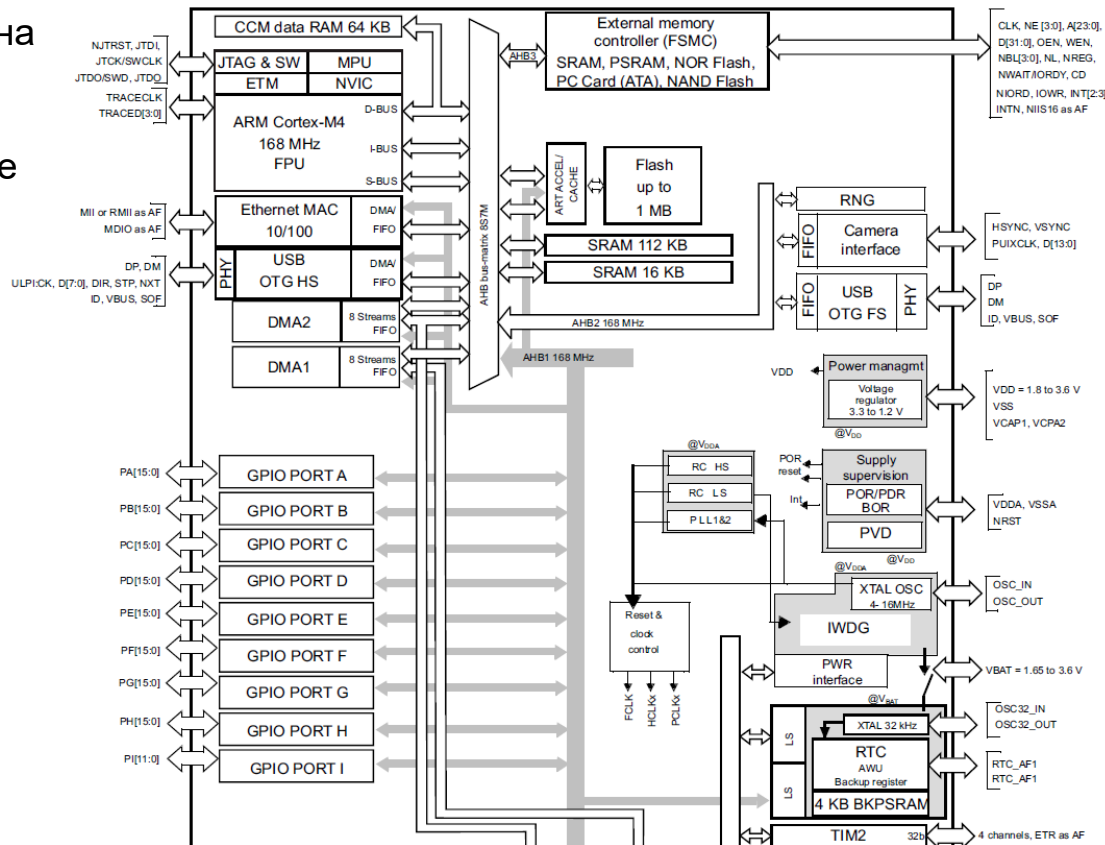 на
е
NJTRST, JTDI,
JTCK/SWCLK
JTDO/SWD, JTDO
TRACECLK
TRACED[3:0]
CCM data RAM 64 KB
JTAG & SW
MPU
ETM
NVIC
ARM Cortex-M4
168 MHz
FPU
D-BUS
I-BUS
S-BUS
MII or RMII as AF
MDIO as AF
Ethernet MAC
10/100
DMA/
FIFO
DP, DM
ULPI:CK, D[7:0], DIR, STP, NXT
ID, VBUS, SOF
PHY
USB
OTG HS
DMA/
FIFO
DMA2
8 Streams
FIFO
DMA1
8 Streams
FIFO
AHB bus-matrix 8S7M
AHB3
External memory
controller (FSMC)
SRAM, PSRAM, NOR Flash,
PC Card (ATA), NAND Flash
CLK, NE [3:0], A[23:0],
D[31:0], OEN, WEN,
NBL[3:0], NL, NREG,
NWAIT/IORDY, CD
NIORD, IOWR, INT[2:3]
INTN, NIIS16 as AF
ART ACCEL/
CACHE
Flash
up to
1 MB
SRAM 112 KB
SRAM 16 KB
AHB2 168 MHz
AHB1 168 MHz
RNG
FIFO
Camera
interface
HSYNC, VSYNC
PUIXCLK, D[13:0]
FIFO
USB
OTG FS
PHY
DP
DM
ID, VBUS, SOF
VDD
Power managmt
Voltage
regulator
3.3 to 1.2 V
@VDD
VDD = 1.8 to 3.6 V
VSS
VCAP1, VCPA2
@VDDA
RC HS
RC LS
PLL1&2
POR
reset
Int
Supply
supervision
POR/PDR
BOR
PVD
@VDD
VDDA, VSSA
NRST
@VDDA
XTAL OSC
4- 16MHz
IWDG
OSC_IN
OSC_OUT
PWR
interface
VBAT = 1.65 to 3.6 V
@VBAT
Reset &
clock
control
FCLK
HCLKx
PCLKx
LS
LS
XTAL 32 kHz
RTC
AWU
Backup register
4 KB BKPSRAM
OSC32_IN
OSC32_OUT
RTC_AF1
RTC_AF1
TIM2
32b
4 channels, ETR as AF
PA[15:0]
GPIO PORT A
PB[15:0]
GPIO PORT B
PC[15:0]
GPIO PORT C
PD[15:0]
GPIO PORT D
PE[15:0]
GPIO PORT E
PF[15:0]
GPIO PORT F
PG[15:0]
GPIO PORT G
PH[15:0]
GPIO PORT H
PI[11:0]
GPIO PORT I